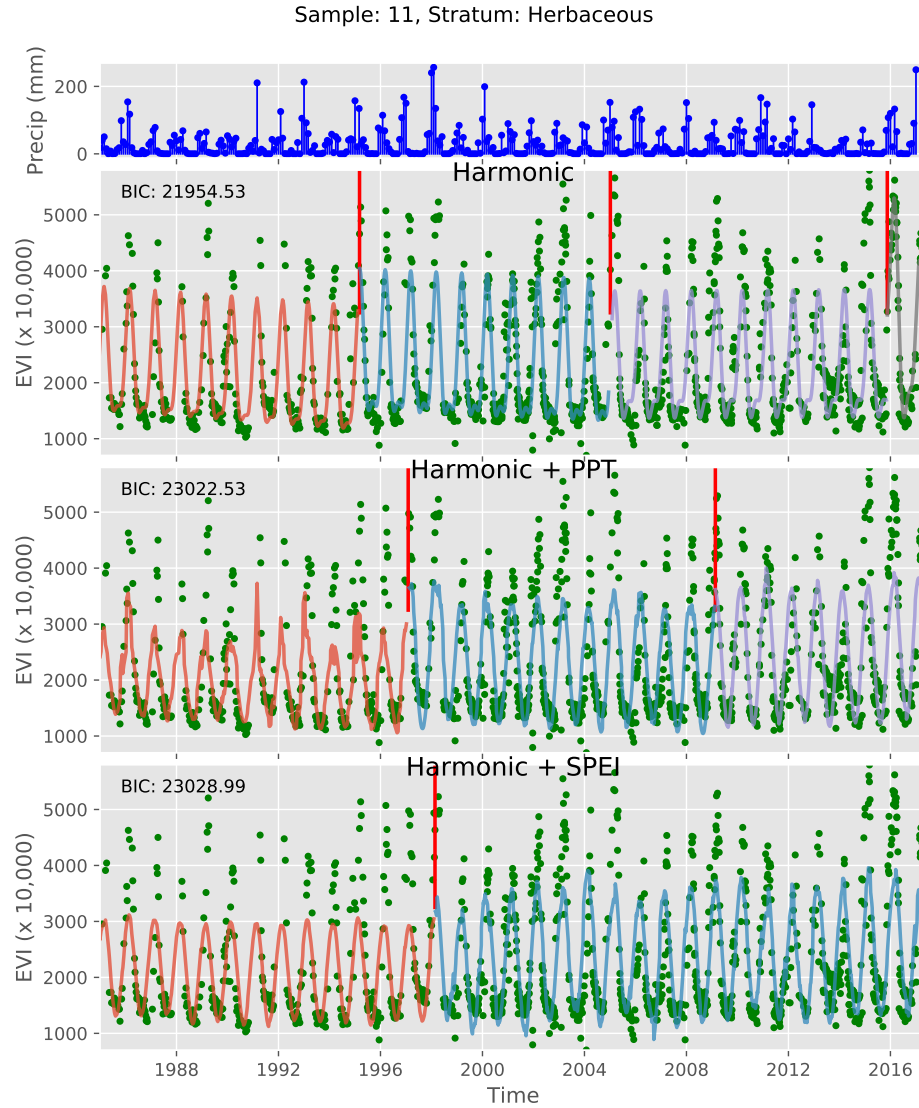 Sample: 11, Stratum: Herbaceous
Precip (mm)
200
0
Harmonic
BIC: 21954.53
EVI (x 10,000)
5000
4000
3000
2000
1000
Harmonic + PPT
BIC: 23022.53
EVI (x 10,000)
5000
4000
3000
2000
1000
Harmonic + SPEI
BIC: 23028.99
EVI (x 10,000)
5000
4000
3000
2000
1000
1988 1992 1996 2000 2004 2008 2012 2016
Time